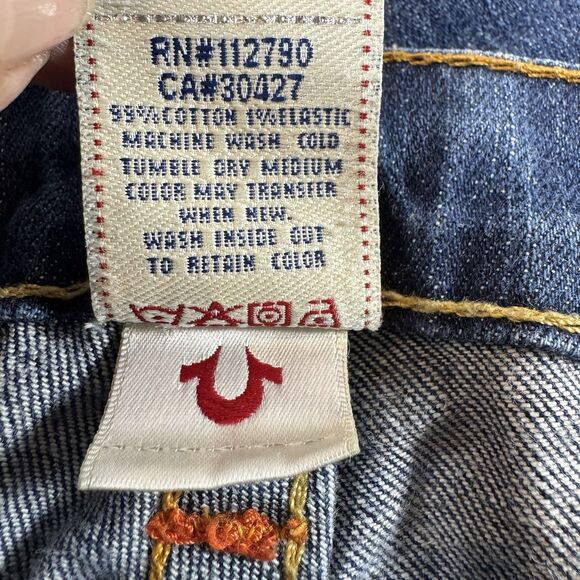 RN#112790
CA#30427
99%COTTON 1%ELASTIC
MACHINE WASH COLD
TUMBLE DRY MEDIUM
COLOR MAY TRANSFER
WHEN NEW.
WASH INSIDE OUT
TO RETAIN COLOR